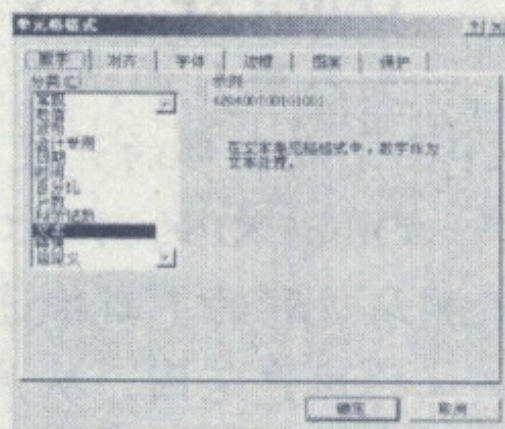 单元格格式
数字 对齐 字体 边框 图案 保护
分类(C): 示例
常规
数值
货币
会计专用
日期
时间
百分比
分数
科学记数
文本
特殊
自定义
在文本单元格格式中，数字作为
文本处理。
确定 取消